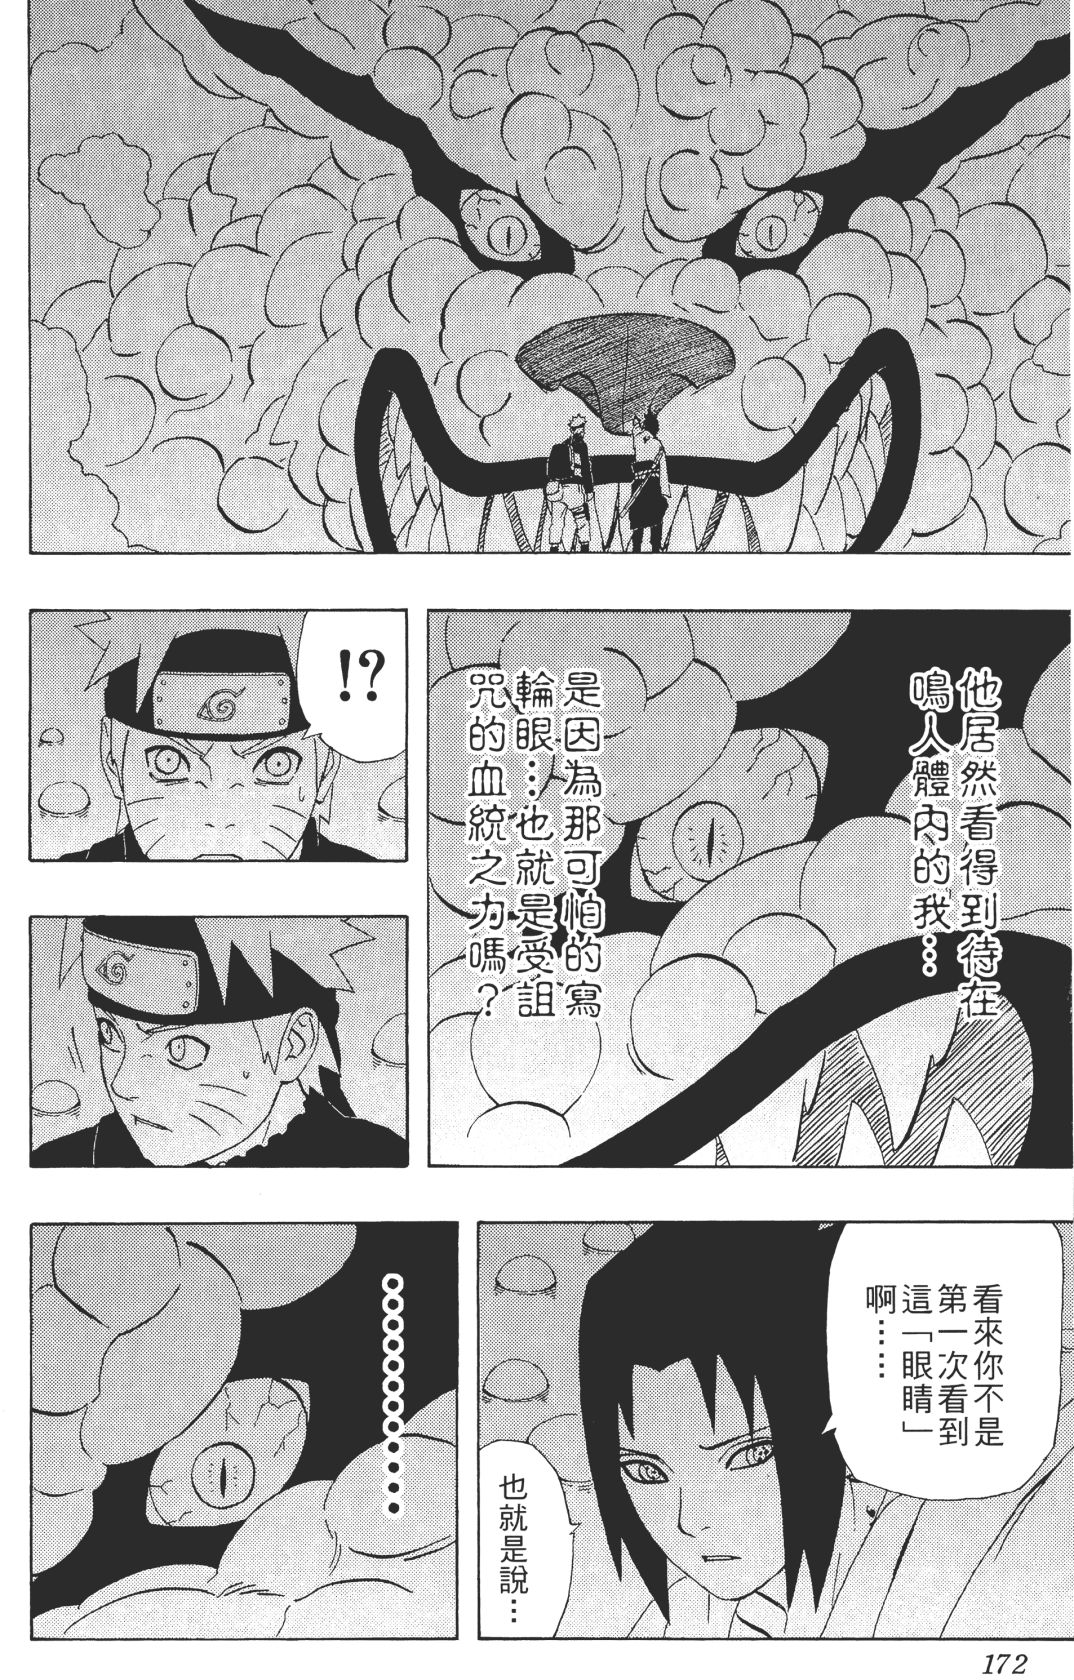 他居然看得到待在
鳴人體內的我…
是因為那可怕的寫
輪眼…也就是受詛
咒的血統之力嗎？
!?
看來你不是
第一次看到
這「眼睛」
啊……
也就是說…
…………
172